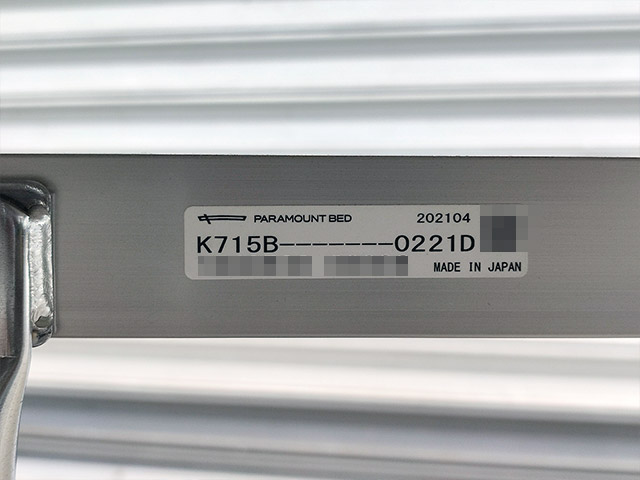 PARAMOUNT BED 202104
K715B-------0221D
MADE IN JAPAN